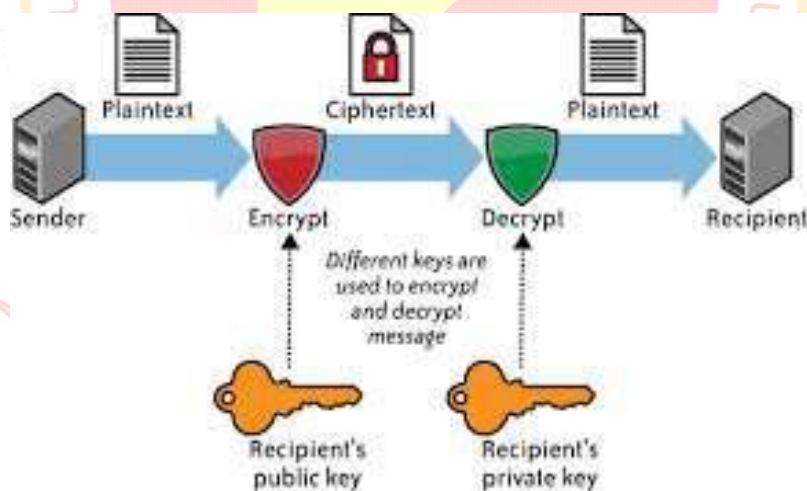 Plaintext
Ciphertext
Plaintext
Sender
Encrypt
Decrypt
Recipient
Different keys are
used to encrypt
and decrypt
message
Recipient's
public key
Recipient's
private key